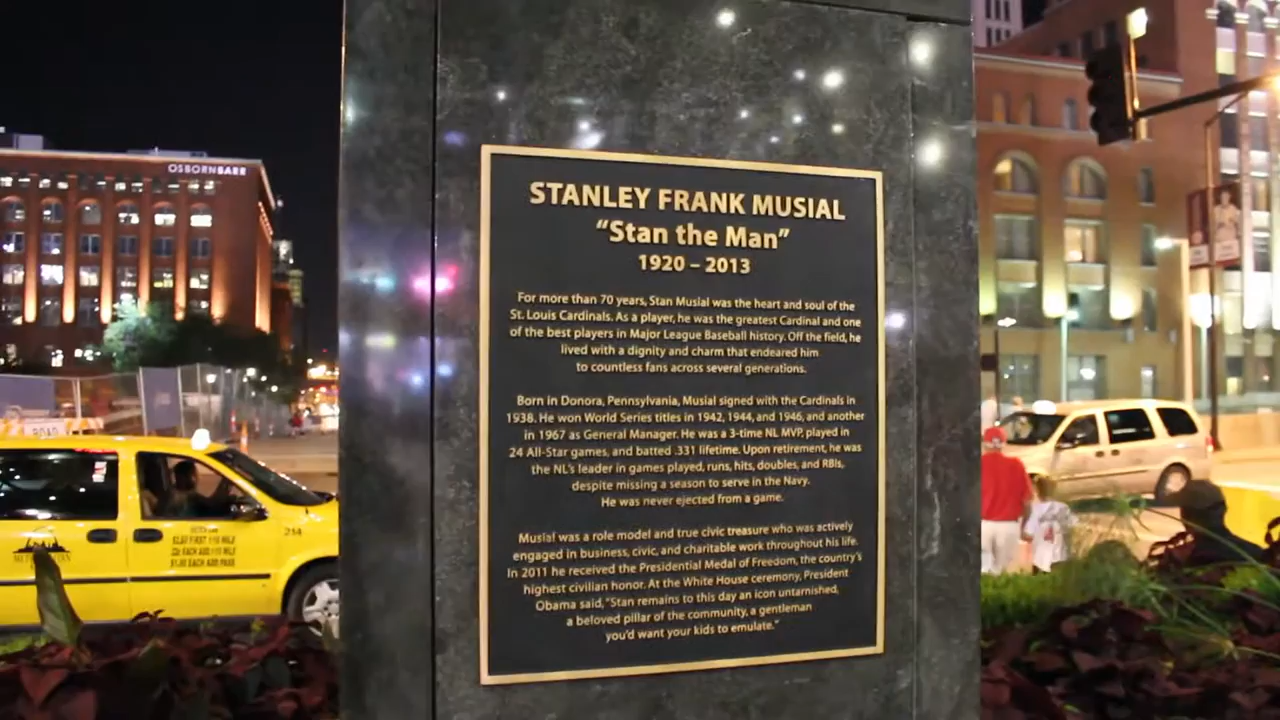 OSBORNBARR
STANLEY FRANK MUSIAL
“Stan the Man”
1920 – 2013
For more than 70 years, Stan Musial was the heart and soul of the
St. Louis Cardinals. As a player, he was the greatest Cardinal and one
of the best players in Major League Baseball history. Off the field, he
lived with a dignity and charm that endeared him
to countless fans across several generations.
Born in Donora, Pennsylvania, Musial signed with the Cardinals in
1938. He won World Series titles in 1942, 1944, and 1946, and another
in 1967 as General Manager. He was a 3-time NL MVP, played in
24 All-Star games, and batted .331 lifetime. Upon retirement, he was
the NL’s leader in games played, runs, hits, doubles, and RBIs,
despite missing a season to serve in the Navy.
He was never ejected from a game.
Musial was a role model and true civic treasure who was actively
engaged in business, civic, and charitable work throughout his life.
In 2011 he received the Presidential Medal of Freedom, the country’s
highest civilian honor. At the White House ceremony, President
Obama said, “Stan remains to this day an icon untarnished,
a beloved pillar of the community, a gentleman
you’d want your kids to emulate.”
ROAD
214
4